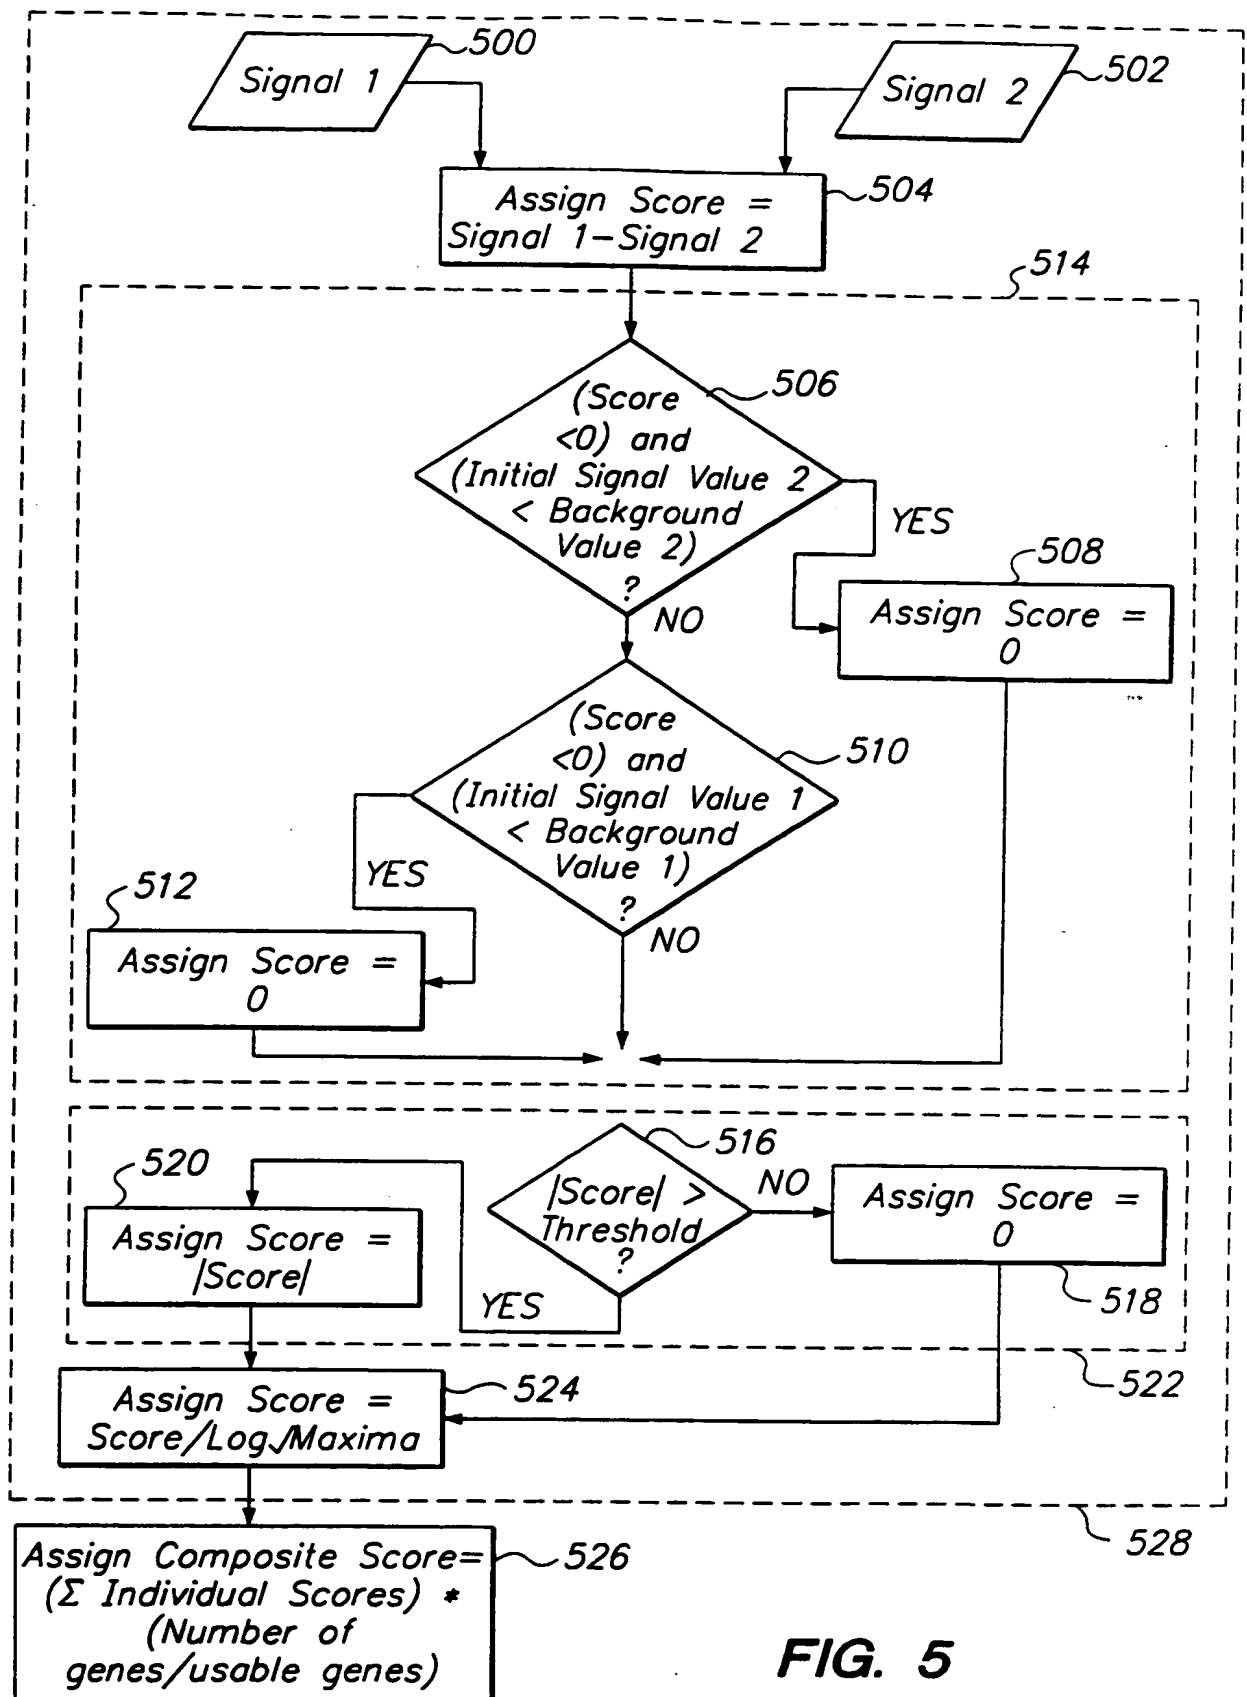 500
Signal 1
502
Signal 2
504
Assign Score =
Signal 1-Signal 2
514
506
(Score
<0) and
(Initial Signal Value 2
< Background
Value 2)
?
YES
NO
508
Assign Score =
0
510
(Score
<0) and
(Initial Signal Value 1
< Background
Value 1)
?
YES
NO
512
Assign Score =
0
516
|Score| >
Threshold
?
NO
YES
520
Assign Score =
|Score|
Assign Score =
0
518
522
524
Assign Score =
Score/Log√Maxima
528
526
Assign Composite Score=
(Σ Individual Scores) *
(Number of
genes/usable genes)
FIG. 5